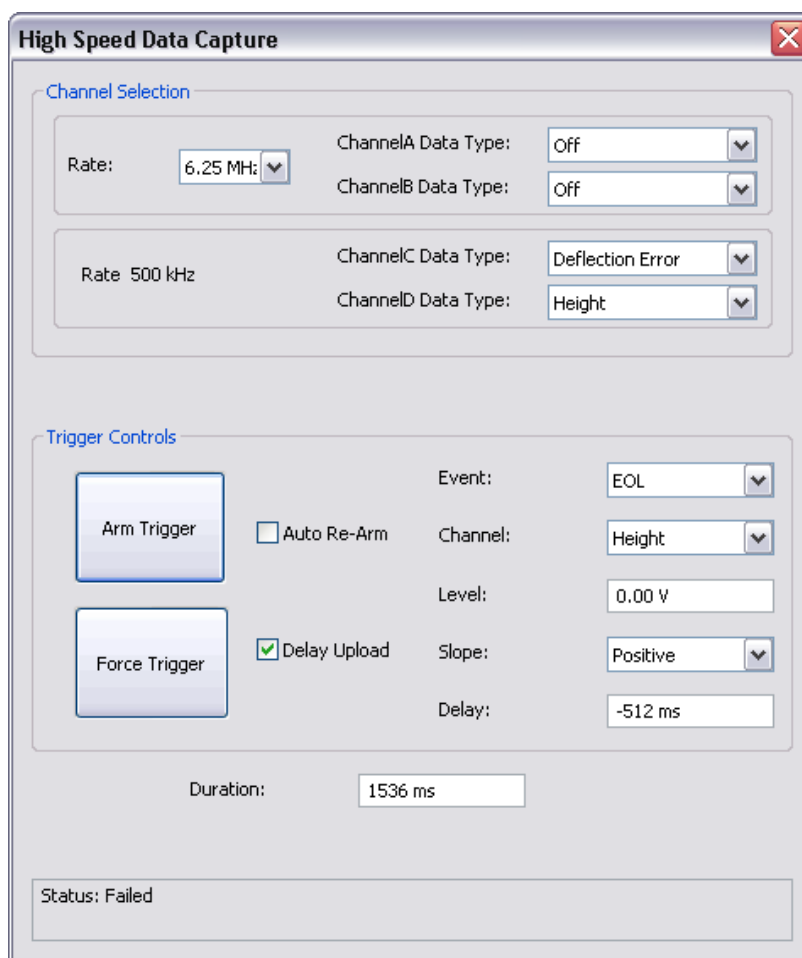 High Speed Data Capture
Channel Selection
Rate: 6.25 MHz
ChannelA Data Type: Off
ChannelB Data Type: Off
Rate 500 kHz
ChannelC Data Type: Deflection Error
ChannelD Data Type: Height
Trigger Controls
Arm Trigger
Auto Re-Arm
Force Trigger
Delay Upload
Event: EOL
Channel: Height
Level: 0.00 V
Slope: Positive
Delay: -512 ms
Duration: 1536 ms
Status: Failed